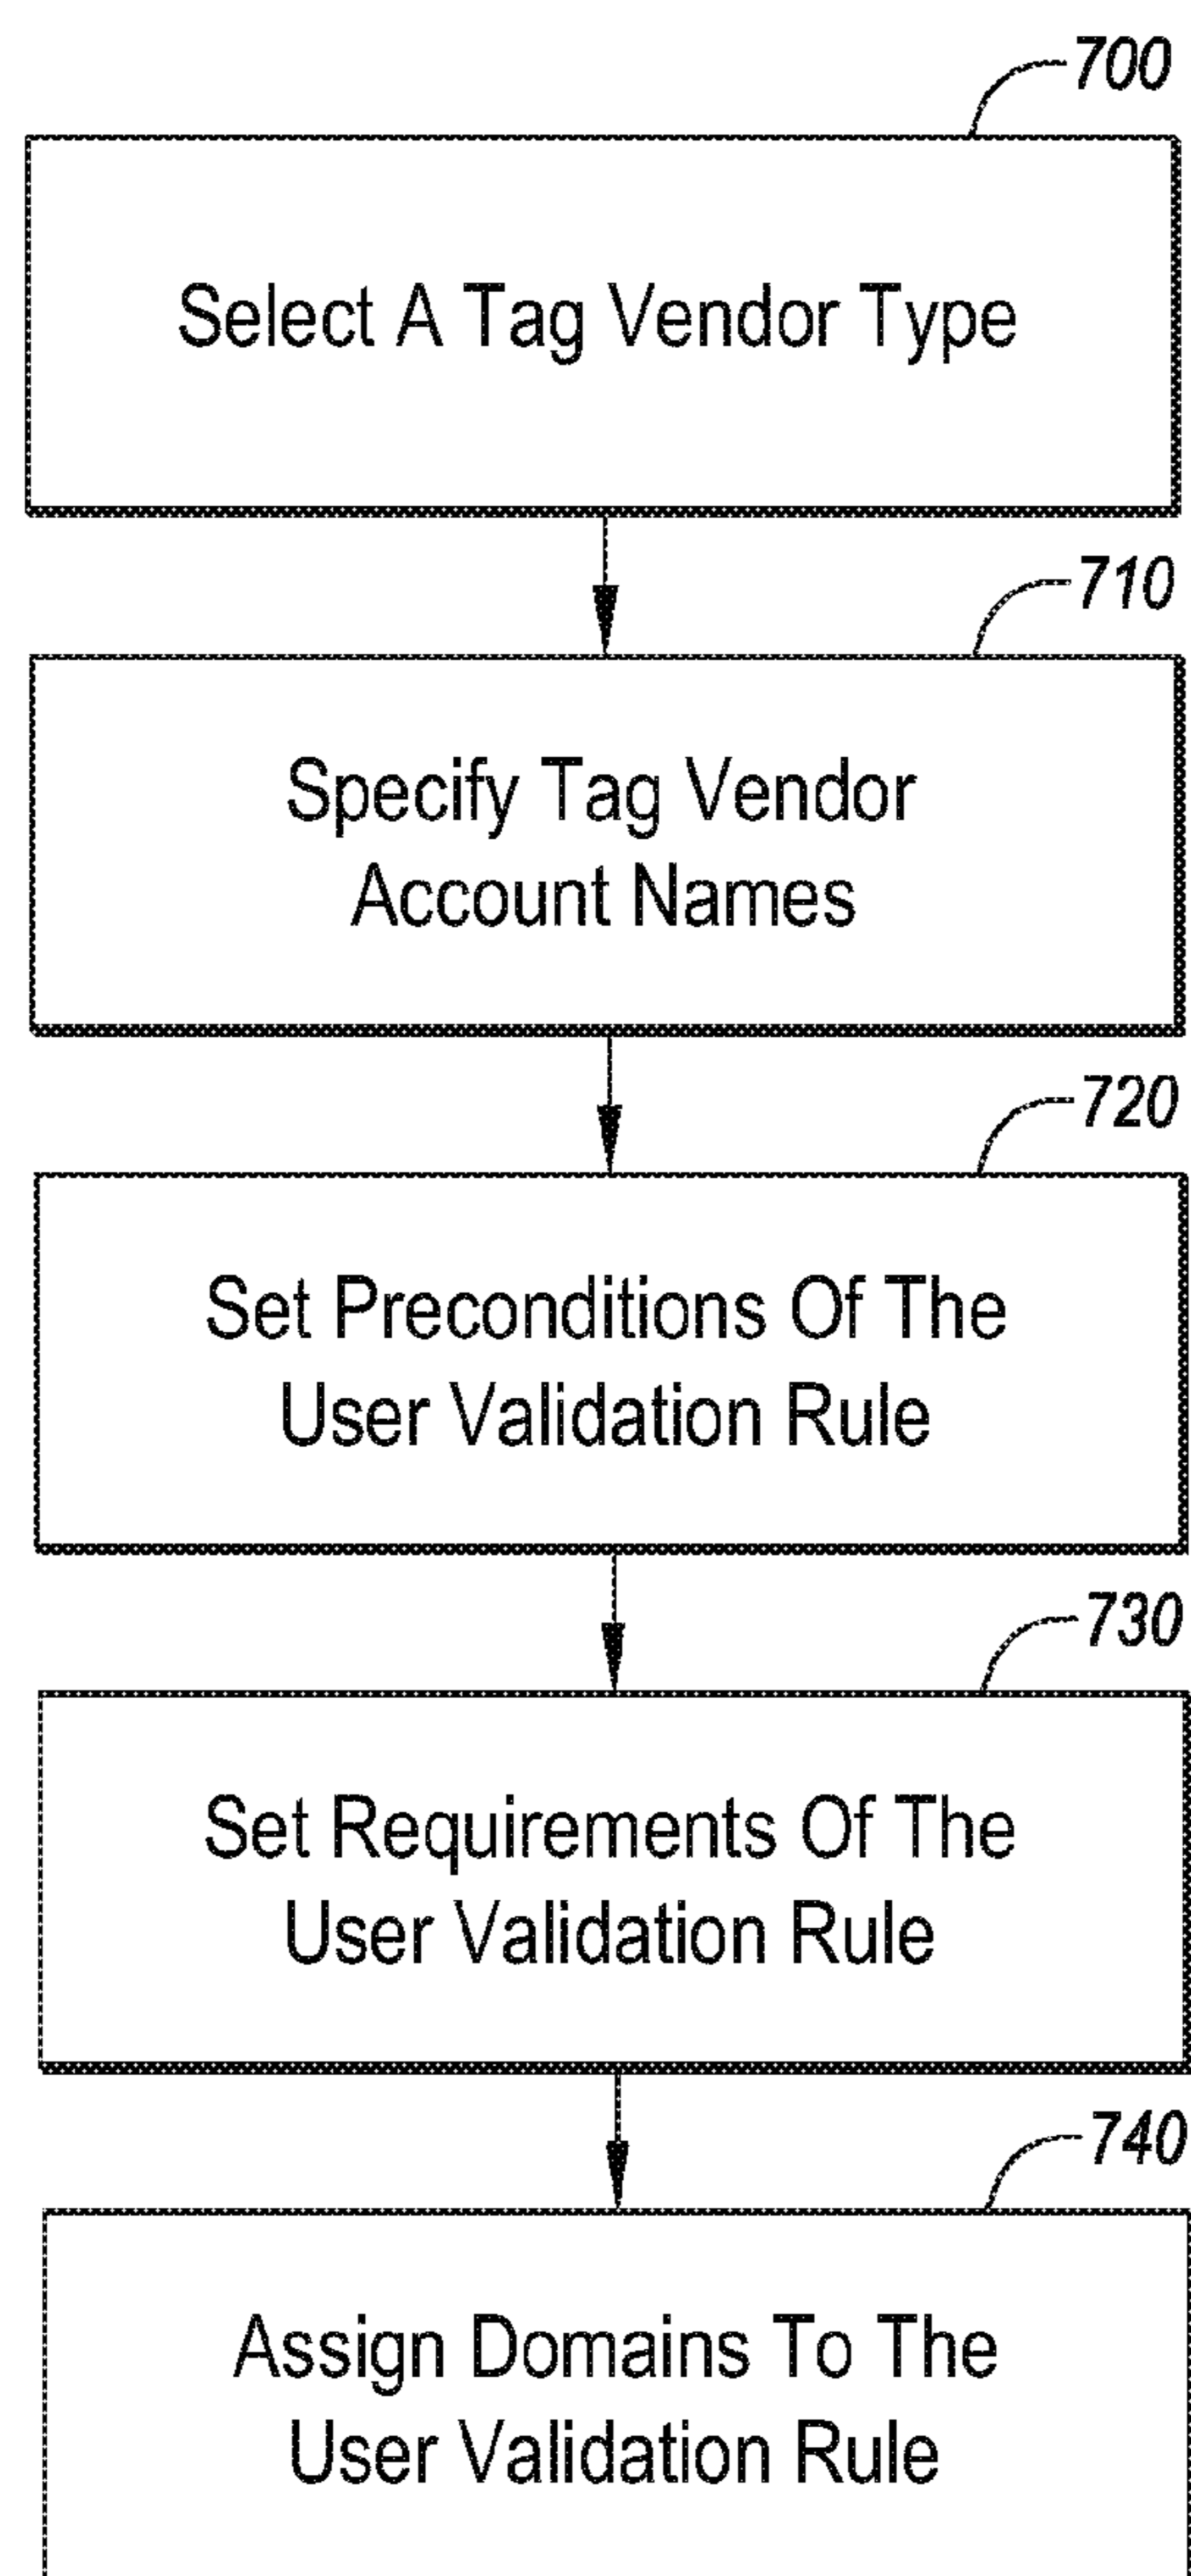 700
Select A Tag Vendor Type
710
Specify Tag Vendor
Account Names
720
Set Preconditions Of The
User Validation Rule
730
Set Requirements Of The
User Validation Rule
740
Assign Domains To The
User Validation Rule